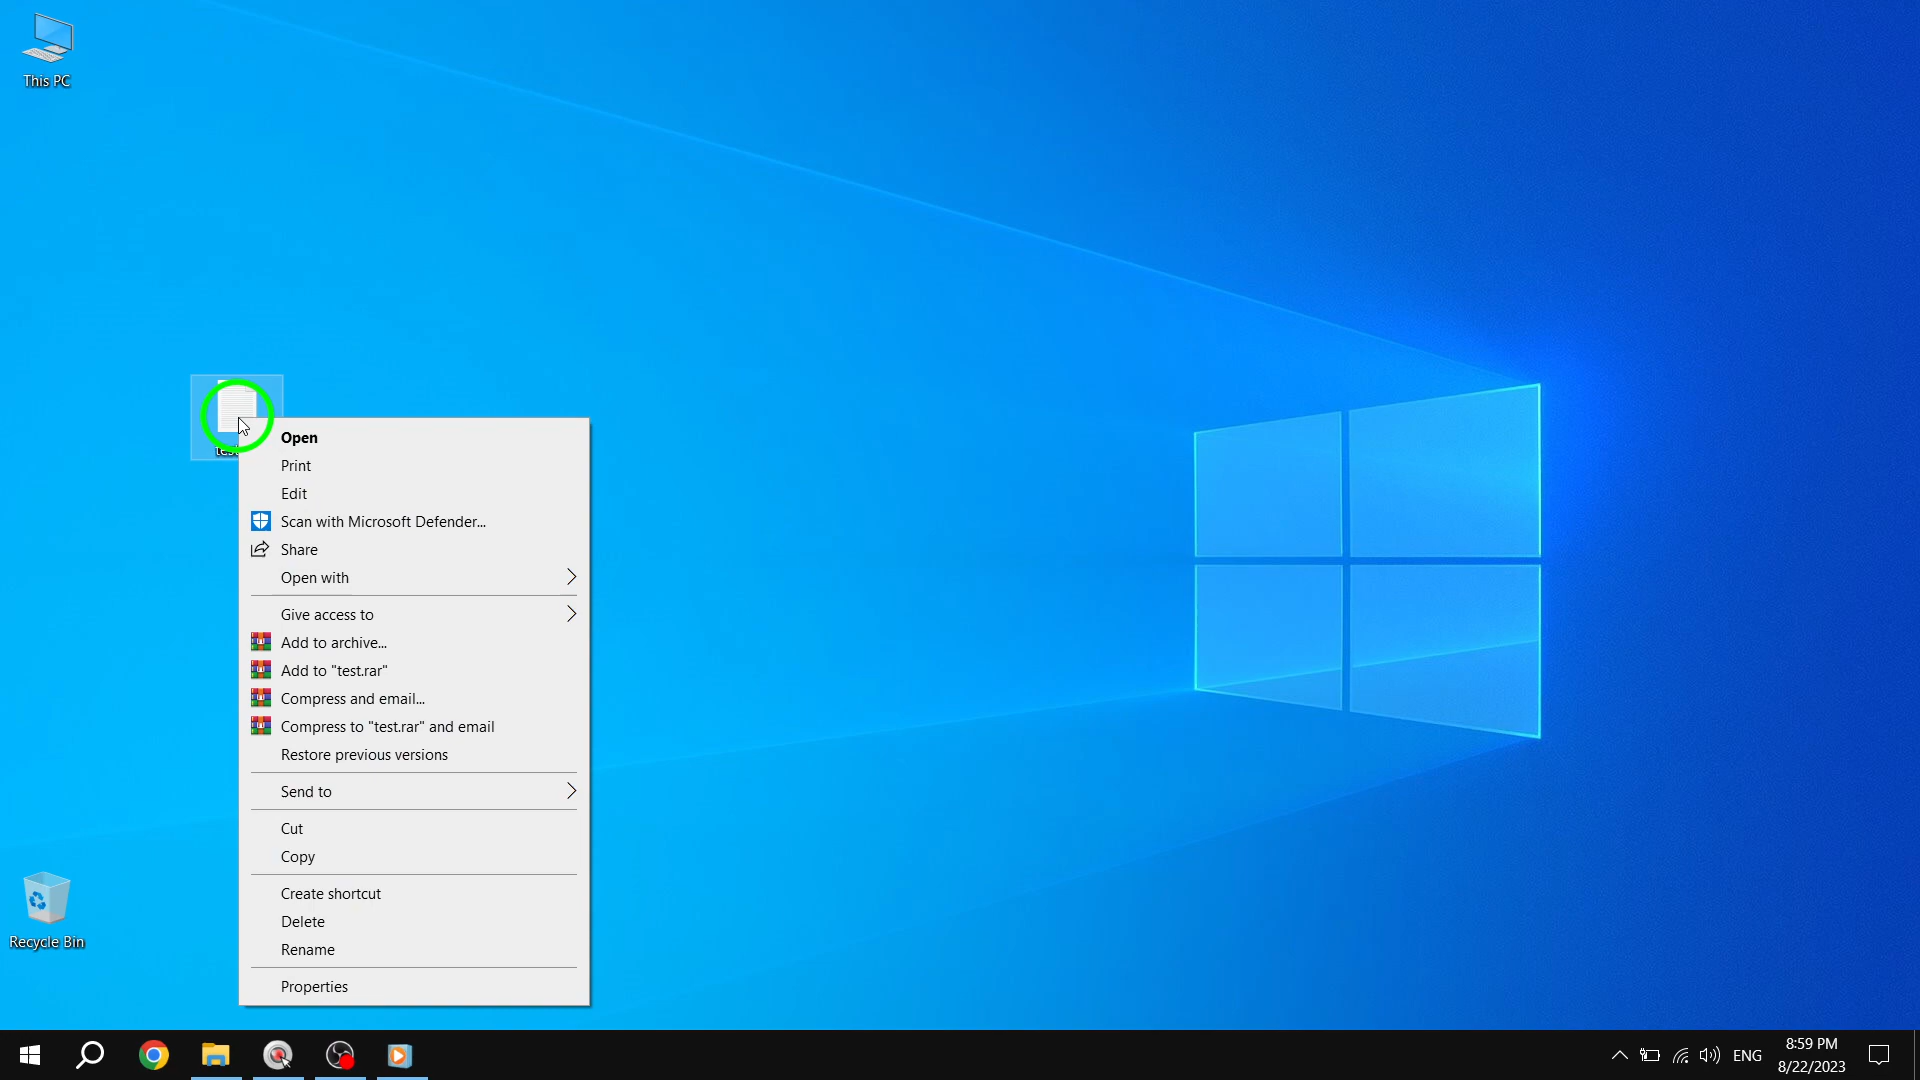 This PC
Open
Print
Edit
Scan with Microsoft Defender...
Share
Open with
Give access to
Add to archive...
Add to "test.rar"
Compress and email...
Compress to "test.rar" and email
Restore previous versions
Send to
Cut
Copy
Create shortcut
Delete
Rename
Properties
Recycle Bin
ENG
8:59 PM
8/22/2023